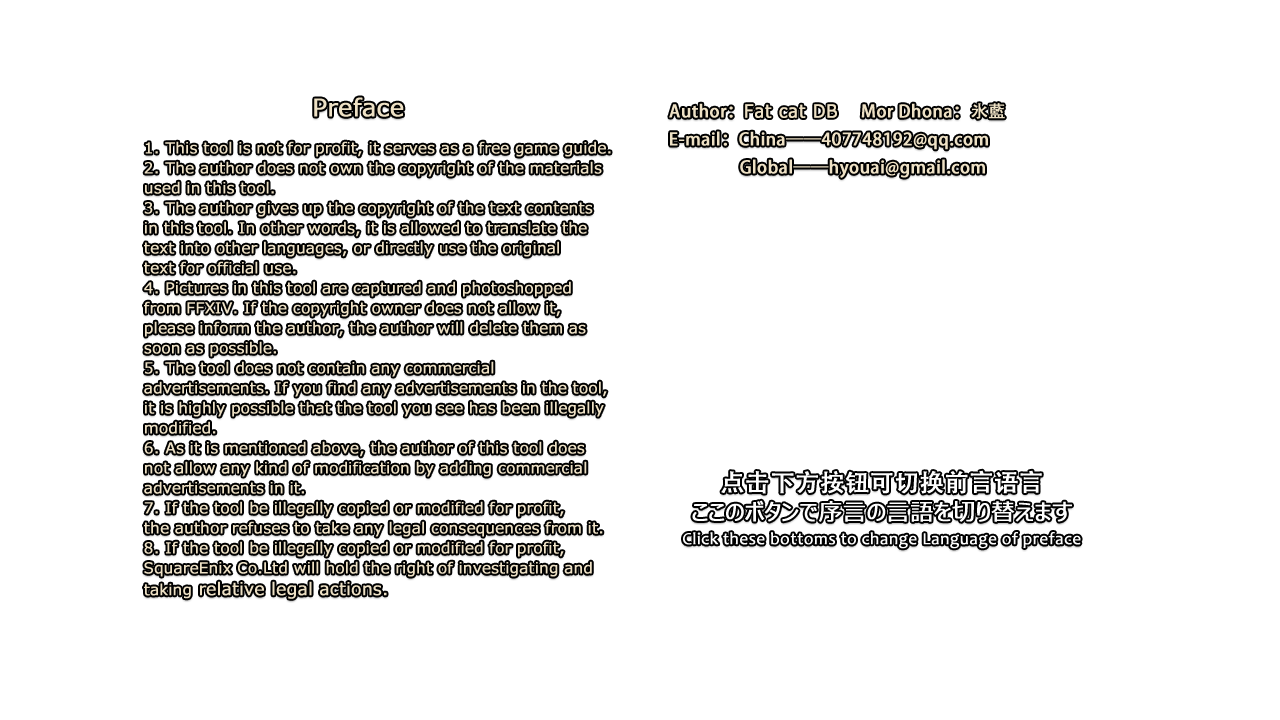 Preface
1. This tool is not for profit, it serves as a free game guide.
2. The author does not own the copyright of the materials
used in this tool.
3. The author gives up the copyright of the text contents
in this tool. In other words, it is allowed to translate the
text into other languages, or directly use the original
text for official use.
4. Pictures in this tool are captured and photoshopped
from FFXIV. If the copyright owner does not allow it,
please inform the author, the author will delete them as
soon as possible.
5. The tool does not contain any commercial
advertisements. If you find any advertisements in the tool,
it is highly possible that the tool you see has been illegally
modified.
6. As it is mentioned above, the author of this tool does
not allow any kind of modification by adding commercial
advertisements in it.
7. If the tool be illegally copied or modified for profit,
the author refuses to take any legal consequences from it.
8. If the tool be illegally copied or modified for profit,
SquareEnix Co.Ltd will hold the right of investigating and
taking relative legal actions.
Author：Fat cat DB　Mor Dhona：氷藍
E-mail：China——407748192@qq.com
Global——hyouai@gmail.com
点击下方按钮可切换前言语言
ここのボタンで序言の言語を切り替えます
Click these bottoms to change Language of preface